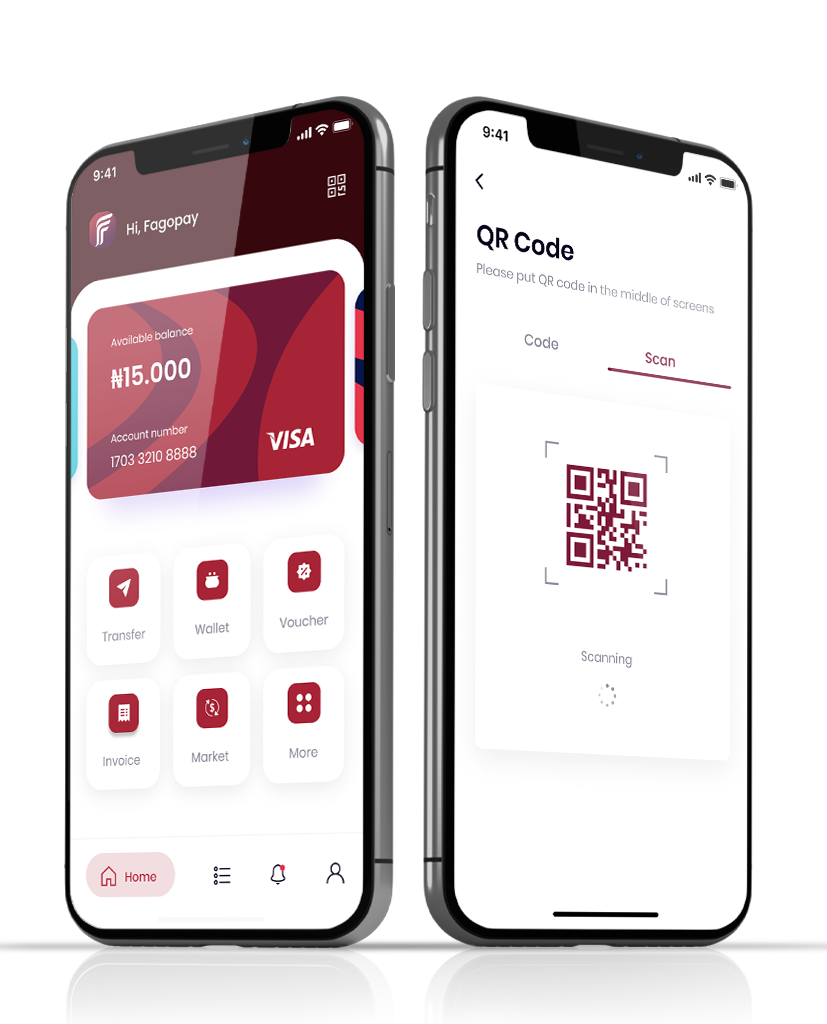 9:41
Hi, Fagopay
Available balance
₦15.000
Account number
1703 3210 8888
VISA
Transfer
Wallet
Voucher
Invoice
Market
More
Home
9:41
QR Code
Please put QR code in the middle of screens
Code
Scan
Scanning